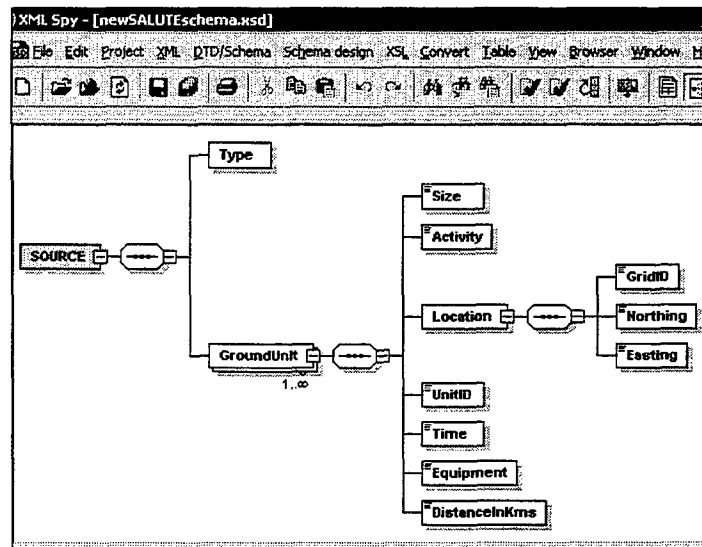 XML Spy - [newSALUTEschema.xsd]
File Edit Project XML DTD/Schema Schema design XSL Convert Table View Browser Window
Type
Size
Activity
SOURCE
GridID
Location
Northing
Easting
GroundUnit
1..∞
UnitID
Time
Equipment
DistanceInKms